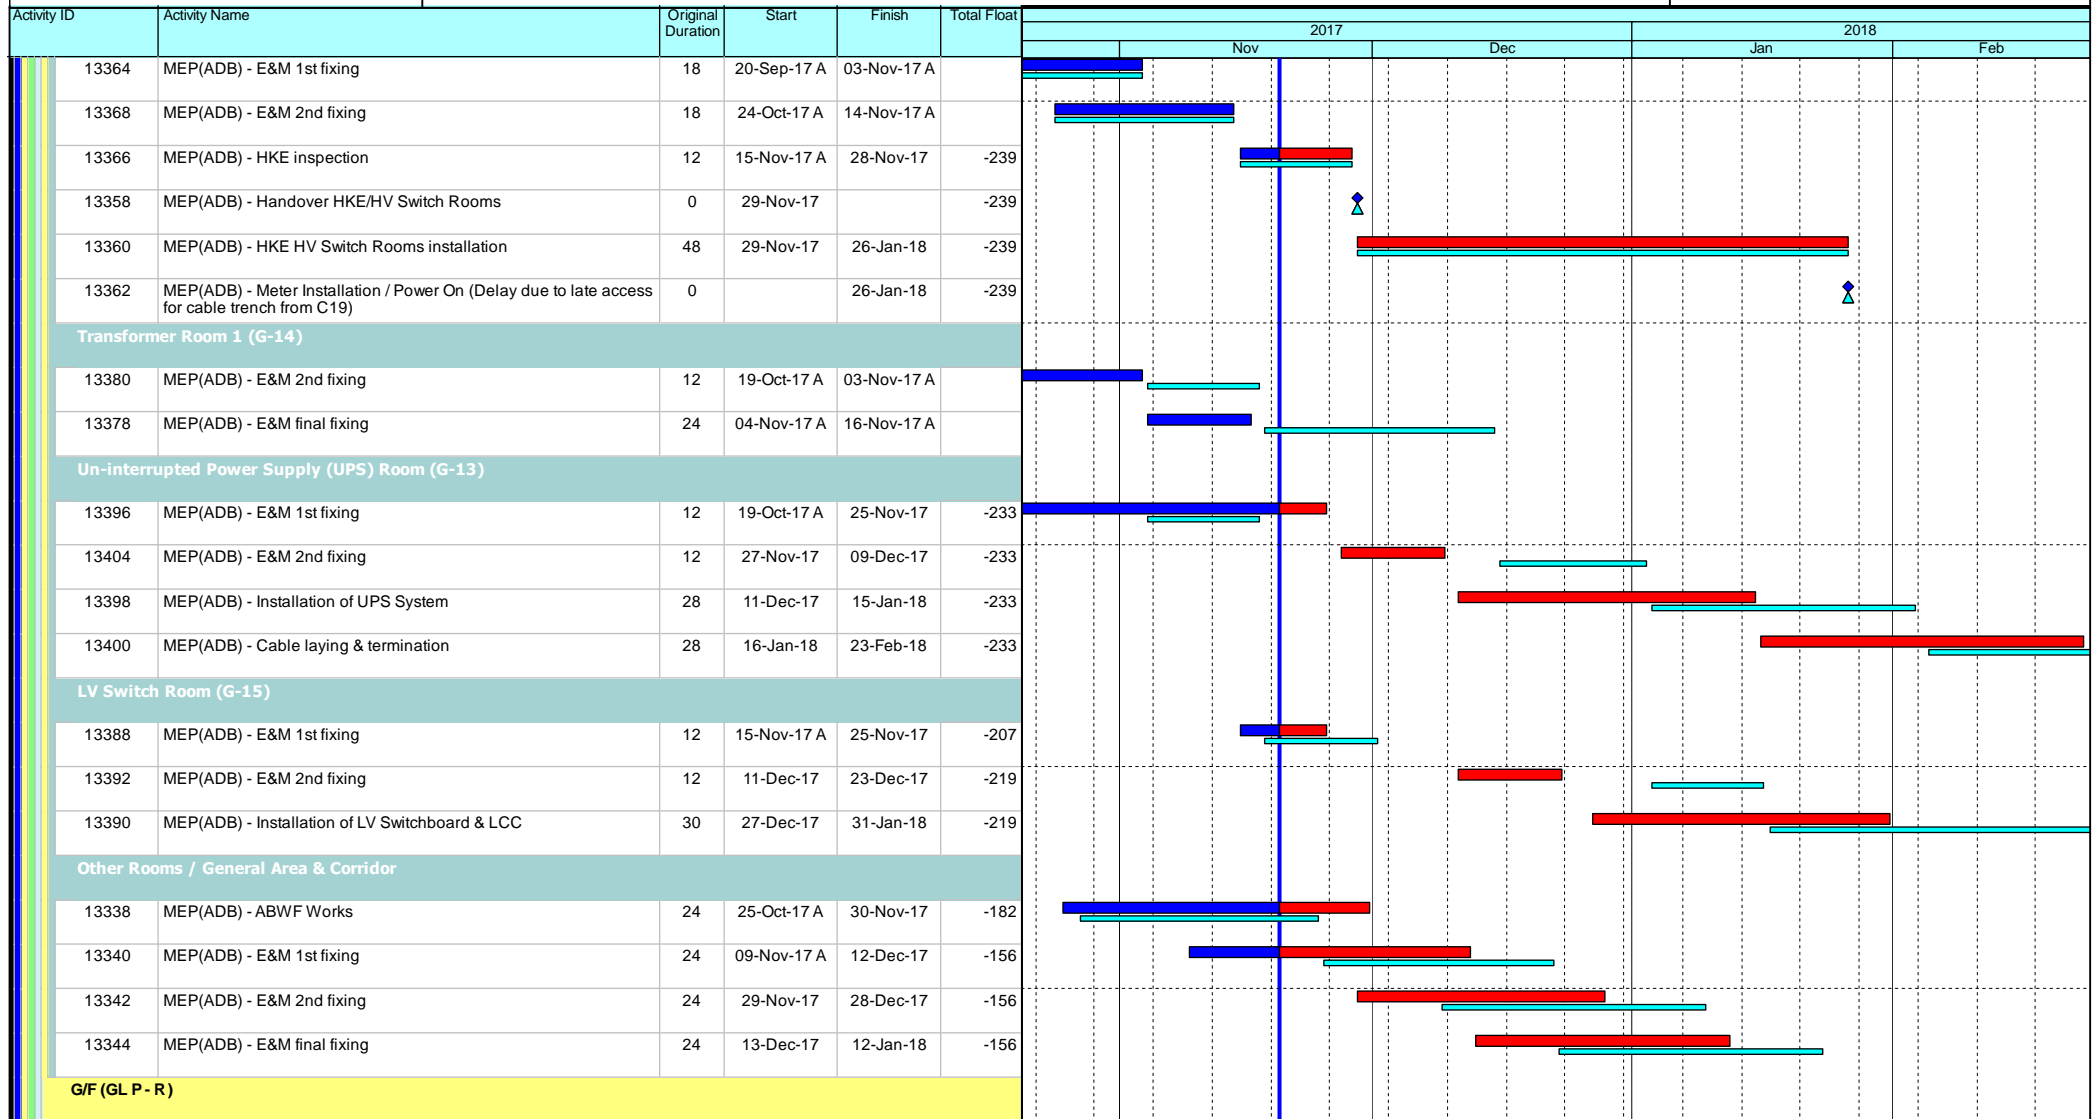 Activity ID Activity Name Original Duration Start Finish Total Float
2017 2018
Nov Dec Jan Feb
13364 MEP(ADB) - E&M 1st fixing 18 20-Sep-17 A 03-Nov-17 A
13368 MEP(ADB) - E&M 2nd fixing 18 24-Oct-17 A 14-Nov-17 A
13366 MEP(ADB) - HKE inspection 12 15-Nov-17 A 28-Nov-17 -239
13358 MEP(ADB) - Handover HKE/HV Switch Rooms 0 29-Nov-17 -239
13360 MEP(ADB) - HKE HV Switch Rooms installation 48 29-Nov-17 26-Jan-18 -239
13362 MEP(ADB) - Meter Installation / Power On (Delay due to late access for cable trench from C19) 0 26-Jan-18 -239
Transformer Room 1 (G-14)
13380 MEP(ADB) - E&M 2nd fixing 12 19-Oct-17 A 03-Nov-17 A
13378 MEP(ADB) - E&M final fixing 24 04-Nov-17 A 16-Nov-17 A
Un-interrupted Power Supply (UPS) Room (G-13)
13396 MEP(ADB) - E&M 1st fixing 12 19-Oct-17 A 25-Nov-17 -233
13404 MEP(ADB) - E&M 2nd fixing 12 27-Nov-17 09-Dec-17 -233
13398 MEP(ADB) - Installation of UPS System 28 11-Dec-17 15-Jan-18 -233
13400 MEP(ADB) - Cable laying & termination 28 16-Jan-18 23-Feb-18 -233
LV Switch Room (G-15)
13388 MEP(ADB) - E&M 1st fixing 12 15-Nov-17 A 25-Nov-17 -207
13392 MEP(ADB) - E&M 2nd fixing 12 11-Dec-17 23-Dec-17 -219
13390 MEP(ADB) - Installation of LV Switchboard & LCC 30 27-Dec-17 31-Jan-18 -219
Other Rooms / General Area & Corridor
13338 MEP(ADB) - ABWF Works 24 25-Oct-17 A 30-Nov-17 -182
13340 MEP(ADB) - E&M 1st fixing 24 09-Nov-17 A 12-Dec-17 -156
13342 MEP(ADB) - E&M 2nd fixing 24 29-Nov-17 28-Dec-17 -156
13344 MEP(ADB) - E&M final fixing 24 13-Dec-17 12-Jan-18 -156
G/F (GL P - R)